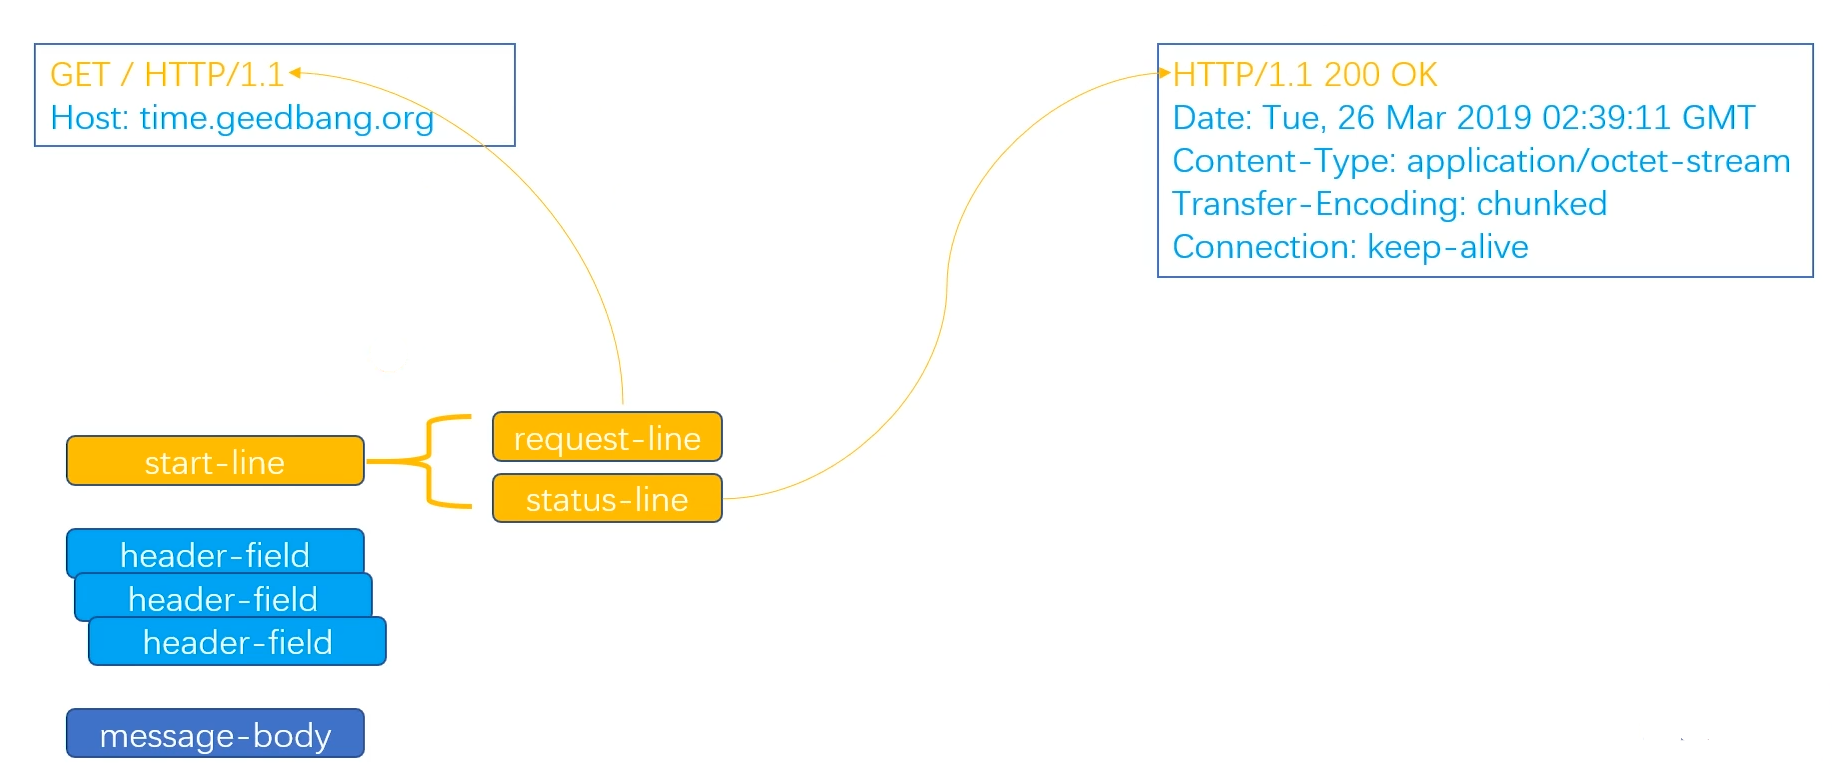 GET / HTTP/1.1
Host: time.geedbang.org
HTTP/1.1 200 OK
Date: Tue, 26 Mar 2019 02:39:11 GMT
Content-Type: application/octet-stream
Transfer-Encoding: chunked
Connection: keep-alive
start-line
request-line
status-line
header-field
header-field
header-field
message-body